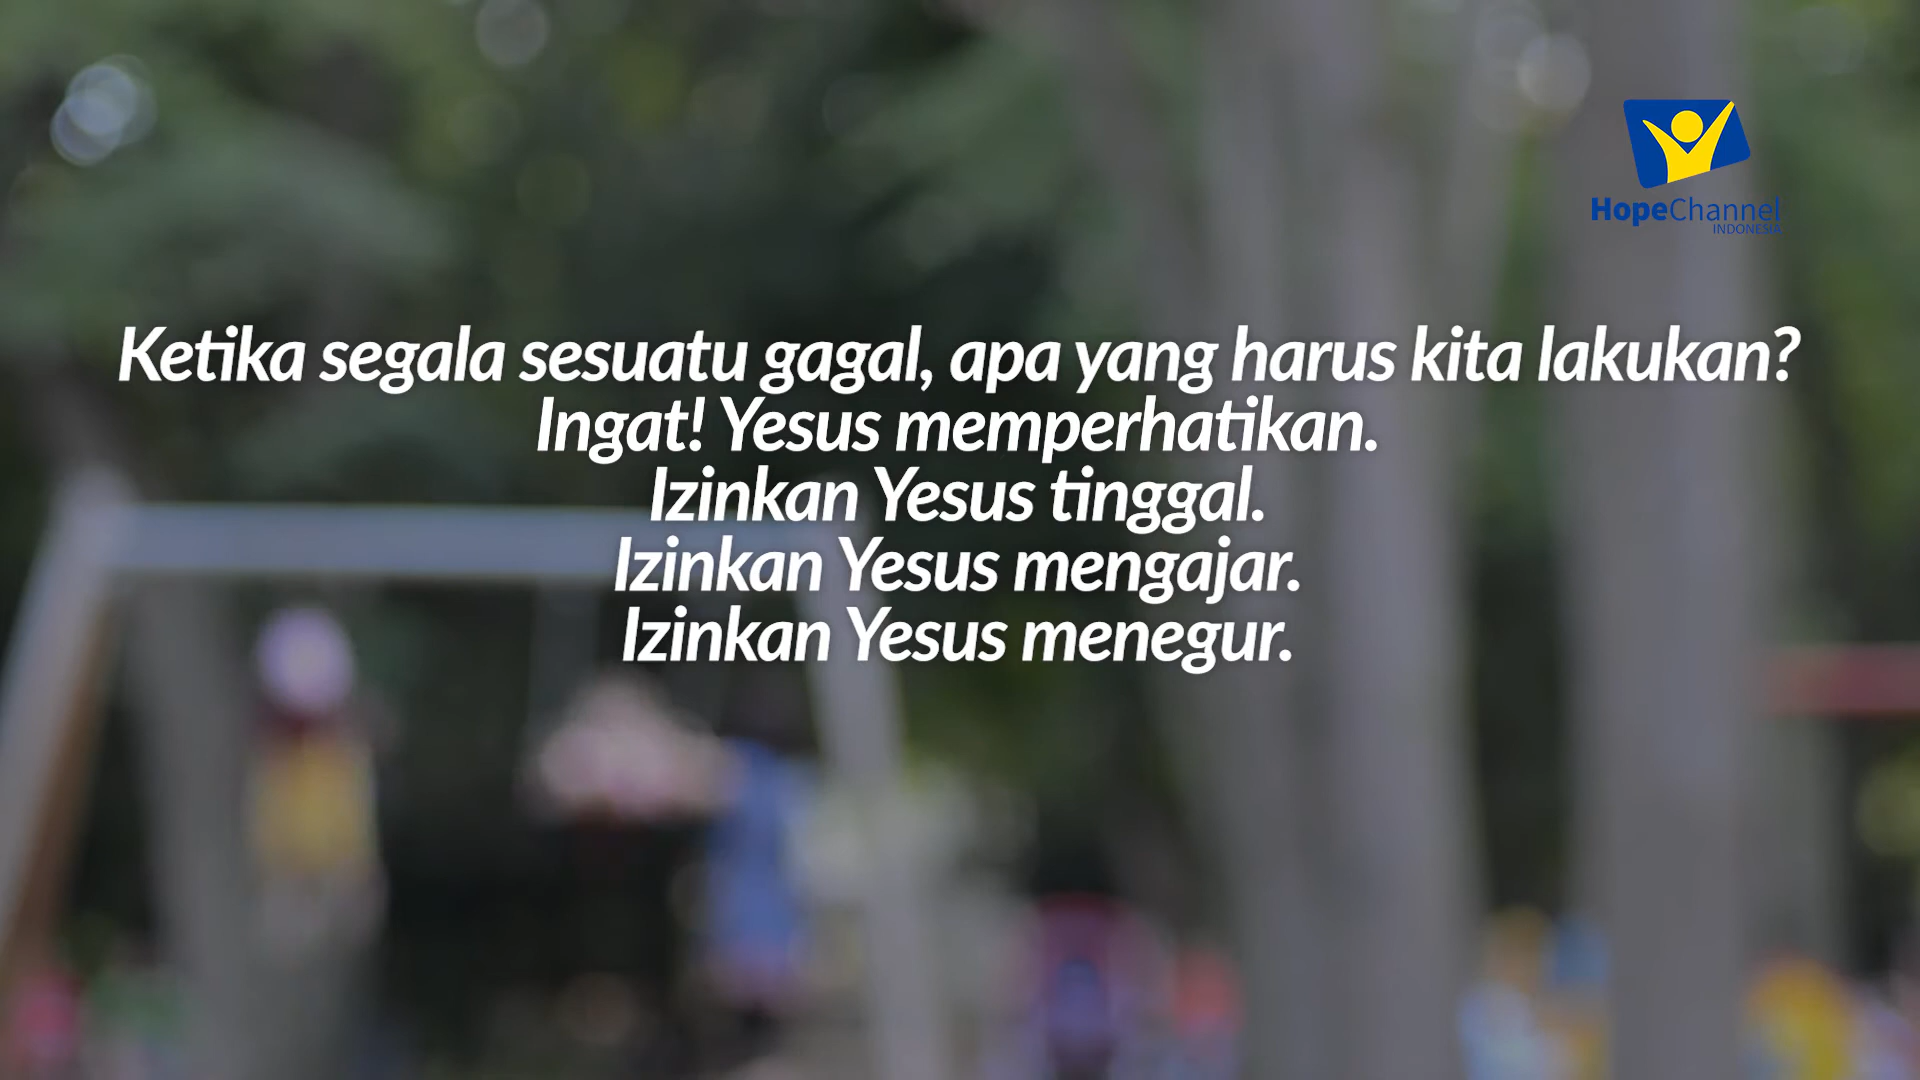 HopeChannel
INDONESIA
Ketika segala sesuatu gagal, apa yang harus kita lakukan?
Ingat! Yesus memperhatikan.
Izinkan Yesus tinggal.
Izinkan Yesus mengajar.
Izinkan Yesus menegur.